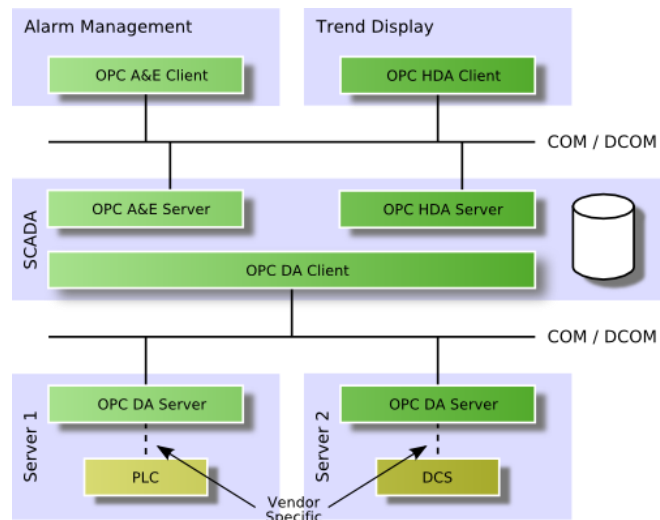 Alarm Management
Trend Display
OPC A&E Client
OPC HDA Client
COM / DCOM
SCADA
OPC A&E Server
OPC HDA Server
OPC DA Client
COM / DCOM
Server 1
OPC DA Server
Server 2
OPC DA Server
PLC
DCS
Vendor
Specific